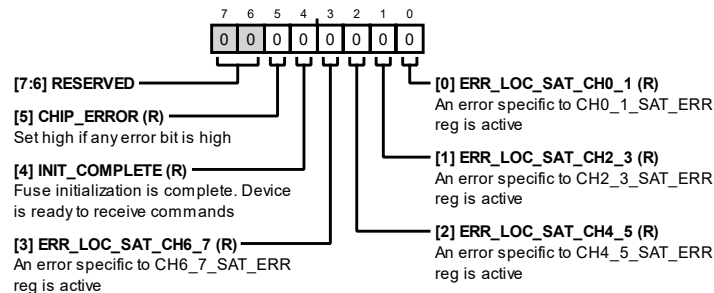 7 6 5 4 3 2 1 0
0 0 0 0 0 0 0 0
[7:6] RESERVED
[5] CHIP_ERROR (R)
Set high if any error bit is high
[4] INIT_COMPLETE (R)
Fuse initialization is complete. Device
is ready to receive commands
[3] ERR_LOC_SAT_CH6_7 (R)
An error specific to CH6_7_SAT_ERR
reg is active
[0] ERR_LOC_SAT_CH0_1 (R)
An error specific to CH0_1_SAT_ERR
reg is active
[1] ERR_LOC_SAT_CH2_3 (R)
An error specific to CH2_3_SAT_ERR
reg is active
[2] ERR_LOC_SAT_CH4_5 (R)
An error specific to CH4_5_SAT_ERR
reg is active